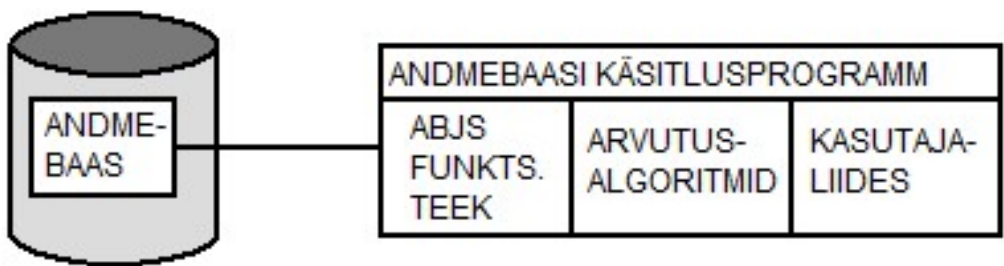 ANDME-
BAAS
ANDMEBAASI KÄSITLUSPROGRAMM
ABJS
FUNKTS.
TEEK
ARVUTUS-
ALGORITMID
KASUTAJA-
LIIDES